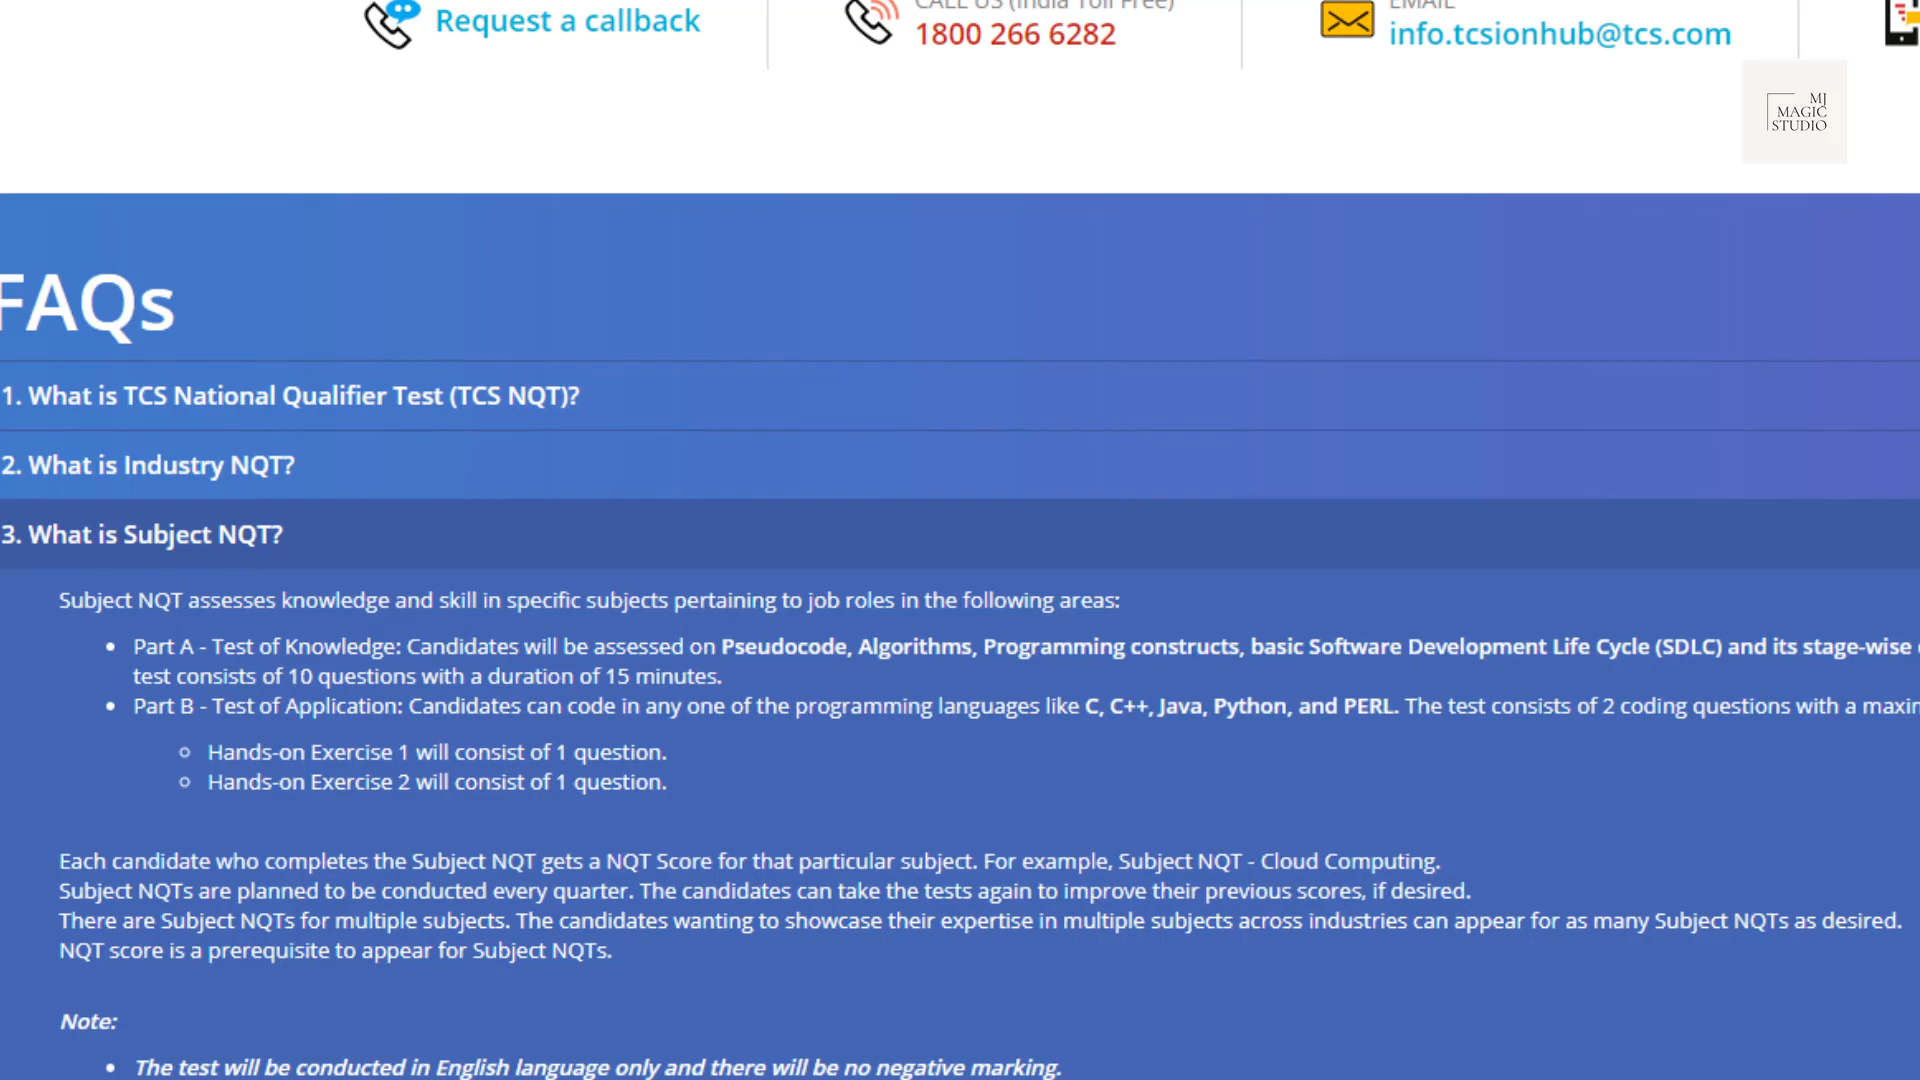 CALL US (India Toll Free)
EMAIL
Request a callback
1800 266 6282
info.tcsionhub@tcs.com
MJ
MAGIC
STUDIO
FAQs
1. What is TCS National Qualifier Test (TCS NQT)?
2. What is Industry NQT?
3. What is Subject NQT?
Subject NQT assesses knowledge and skill in specific subjects pertaining to job roles in the following areas:
• Part A - Test of Knowledge: Candidates will be assessed on Pseudocode, Algorithms, Programming constructs, basic Software Development Life Cycle (SDLC) and its stage-wise
test consists of 10 questions with a duration of 15 minutes.
• Part B - Test of Application: Candidates can code in any one of the programming languages like C, C++, Java, Python, and PERL. The test consists of 2 coding questions with a
○ Hands-on Exercise 1 will consist of 1 question.
○ Hands-on Exercise 2 will consist of 1 question.
Each candidate who completes the Subject NQT gets a NQT Score for that particular subject. For example, Subject NQT - Cloud Computing.
Subject NQTs are planned to be conducted every quarter. The candidates can take the tests again to improve their previous scores, if desired.
There are Subject NQTs for multiple subjects. The candidates wanting to showcase their expertise in multiple subjects across industries can appear for as many Subject NQTs as desired.
NQT score is a prerequisite to appear for Subject NQTs.
Note:
• The test will be conducted in English language only and there will be no negative marking.